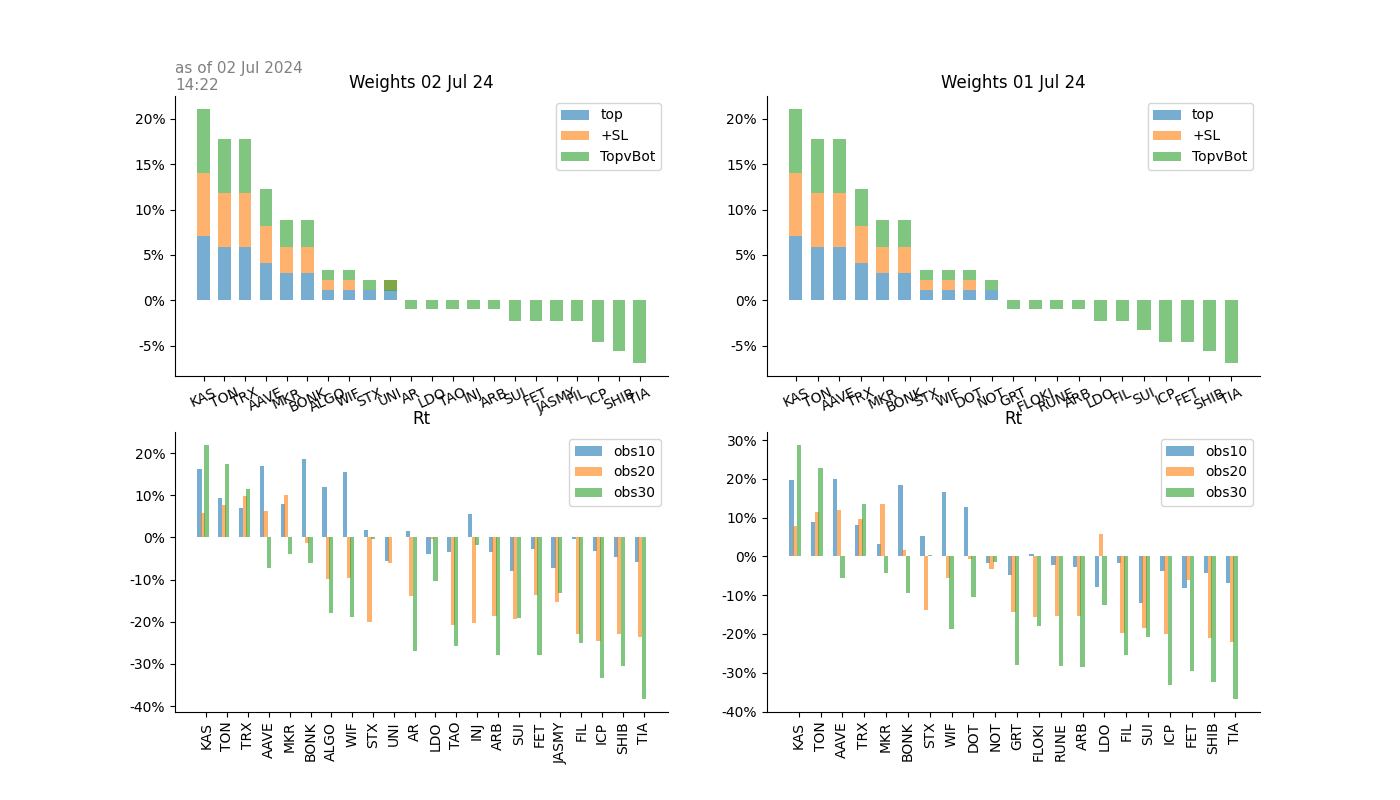 as of 02 Jul 2024
14:22
Weights 02 Jul 24
20%
15%
10%
5%
0%
-5%
top
+SL
TopvBot
KAS TON TRX AAVE MKR BONK ALGO WIF STX UNI AR LDO TAO INJ ARB SUI FET JASMY FIL ICP SHIB TIA
Weights 01 Jul 24
20%
15%
10%
5%
0%
-5%
top
+SL
TopvBot
KAS TON AAVE TRX MKR BONK STX WIF DOT NOT GRT FLOKI RUNE ARB LDO FIL SUI ICP FET SHIB TIA
Rt
20%
10%
0%
-10%
-20%
-30%
-40%
obs10
obs20
obs30
KAS TON TRX AAVE MKR BONK ALGO WIF STX UNI AR LDO TAO INJ ARB SUI FET JASMY FIL ICP SHIB TIA
Rt
30%
20%
10%
0%
-10%
-20%
-30%
-40%
obs10
obs20
obs30
KAS TON AAVE TRX MKR BONK STX WIF DOT NOT GRT FLOKI RUNE ARB LDO FIL SUI ICP FET SHIB TIA